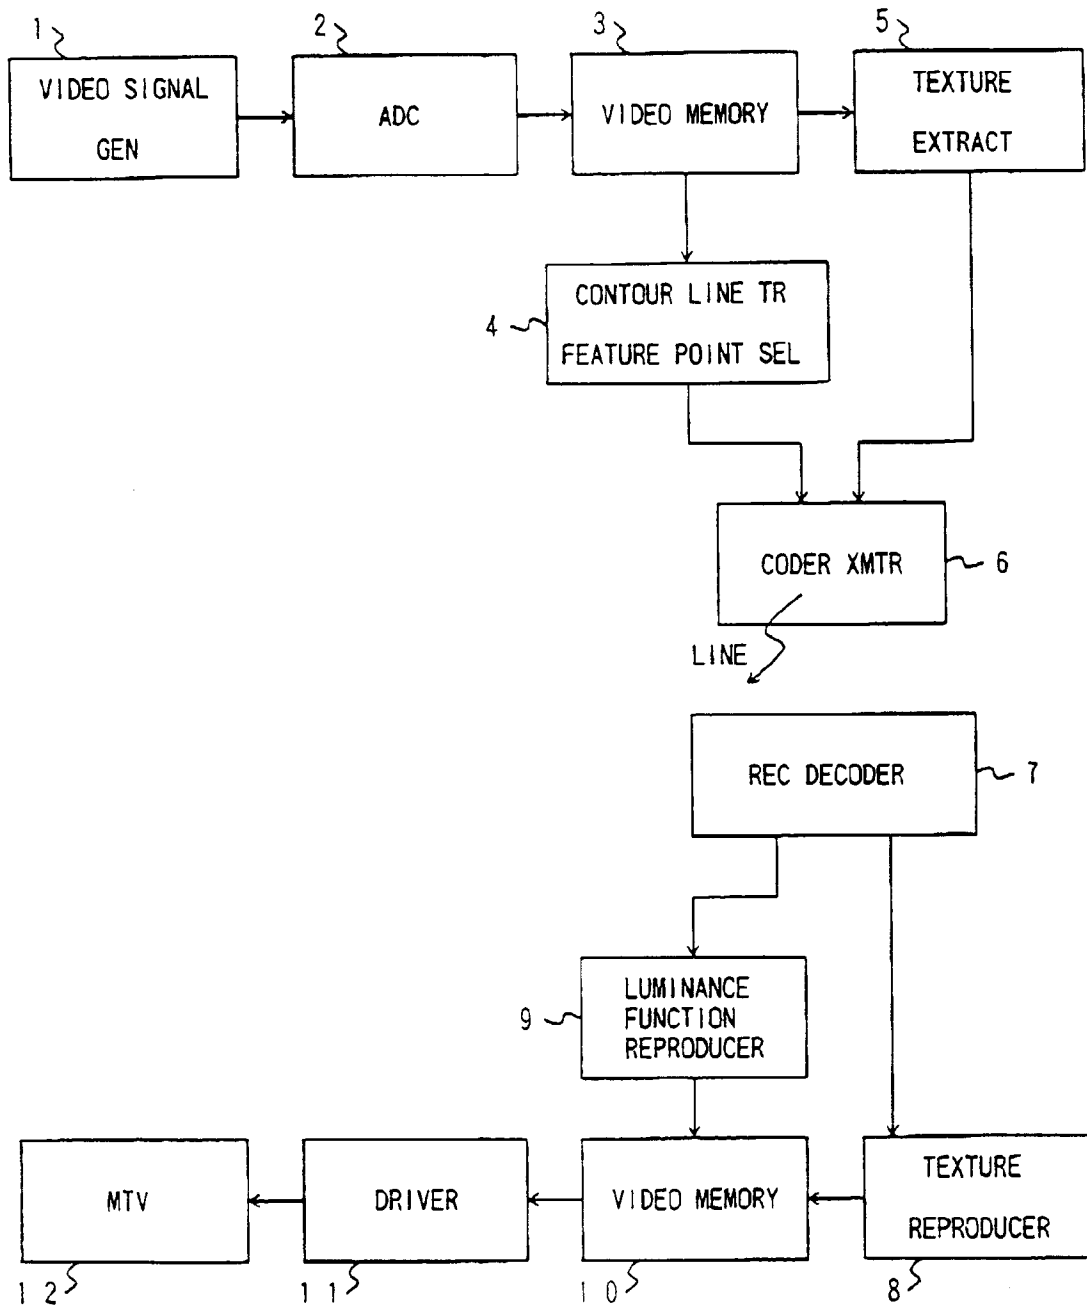 1
2
3
5
VIDEO SIGNAL
GEN
ADC
VIDEO MEMORY
TEXTURE
EXTRACT
4
CONTOUR LINE TR
FEATURE POINT SEL
CODER XMTR
6
LINE
REC DECODER
7
9
LUMINANCE
FUNCTION
REPRODUCER
MTV
DRIVER
VIDEO MEMORY
TEXTURE
REPRODUCER
12
11
10
8